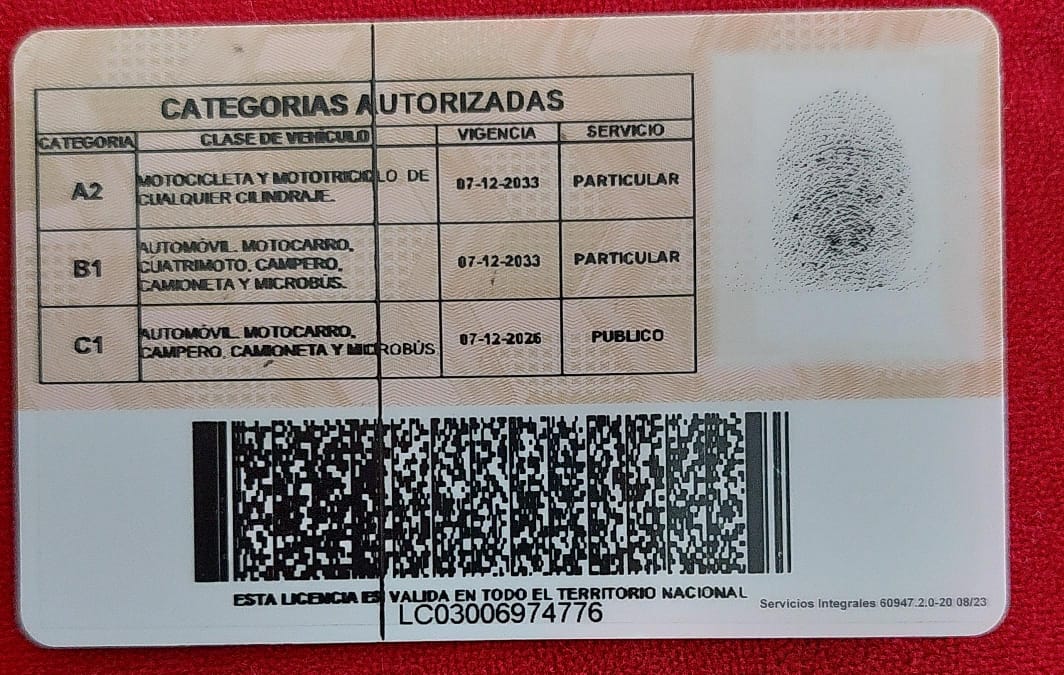 CATEGORIAS AUTORIZADAS
CATEGORIA CLASE DE VEHÍCULO VIGENCIA SERVICIO
A2 MOTOCICLETA Y MOTOTRICICLO DE CUALQUIER CILINDRAJE. 07-12-2033 PARTICULAR
B1 AUTOMÓVIL. MOTOCARRO, CUATRIMOTO, CAMPERO, CAMIONETA Y MICROBÚS. 07-12-2033 PARTICULAR
C1 AUTOMÓVIL. MOTOCARRO, CAMPERO, CAMIONETA Y MICROBÚS 07-12-2026 PUBLICO
ESTA LICENCIA ES VALIDA EN TODO EL TERRITORIO NACIONAL
LC03006974776
Servicios Integrales 60947.2.0-20 08/23